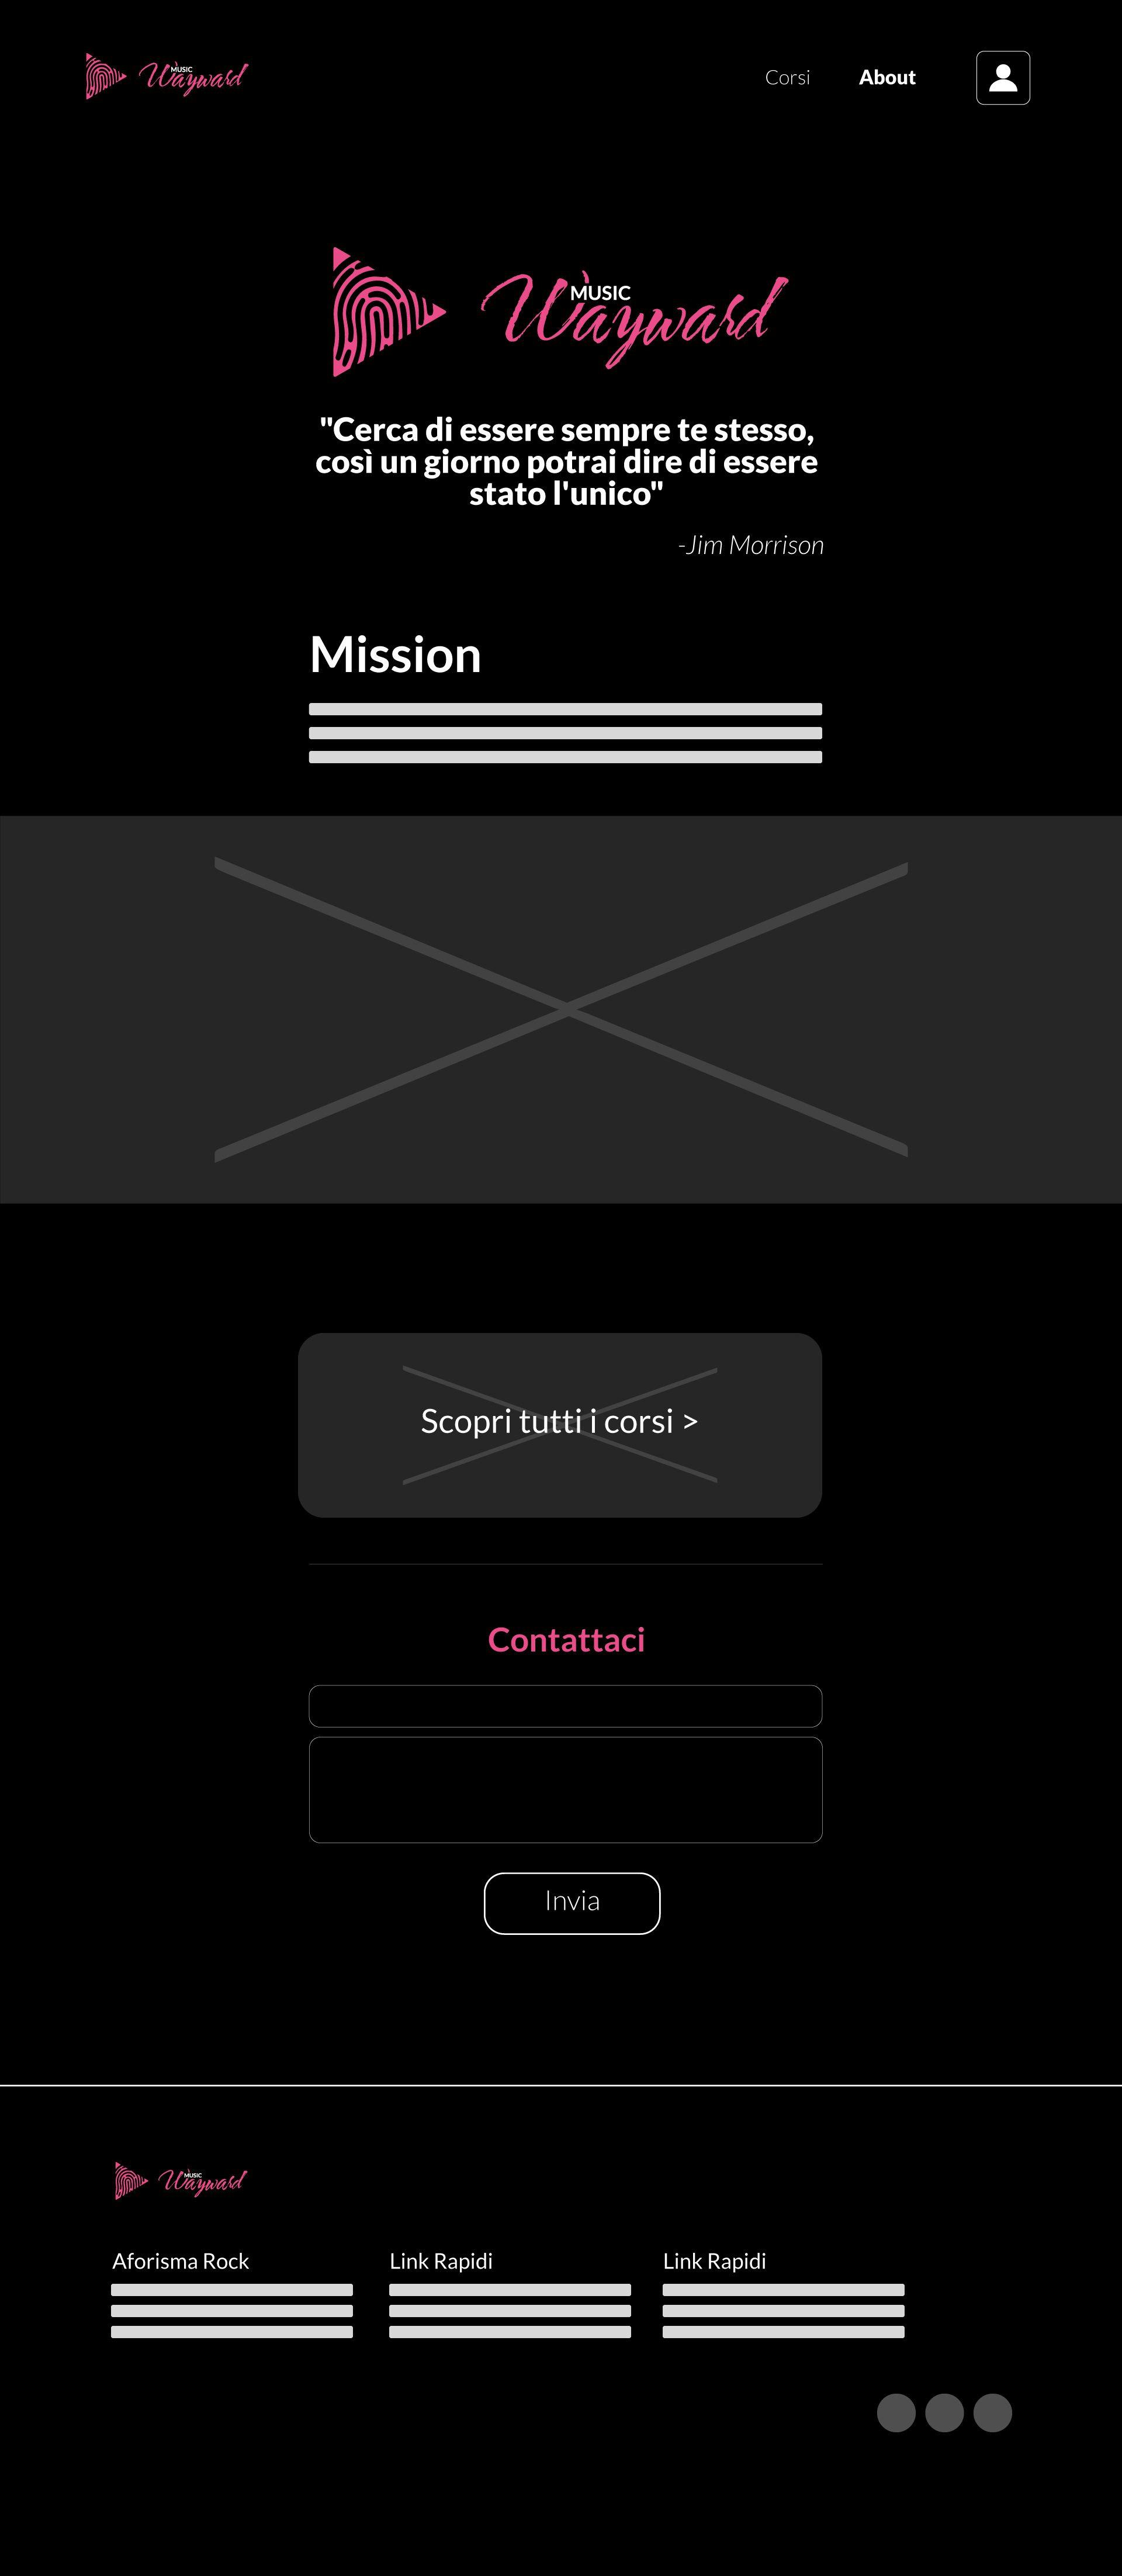 MUSIC
Wayward
Corsi
About
MUSIC
Wayward
"Cerca di essere sempre te stesso,
così un giorno potrai dire di essere
stato l'unico"
-Jim Morrison
Mission
Scopri tutti i corsi >
Contattaci
Invia
MUSIC
Wayward
Aforisma Rock
Link Rapidi
Link Rapidi